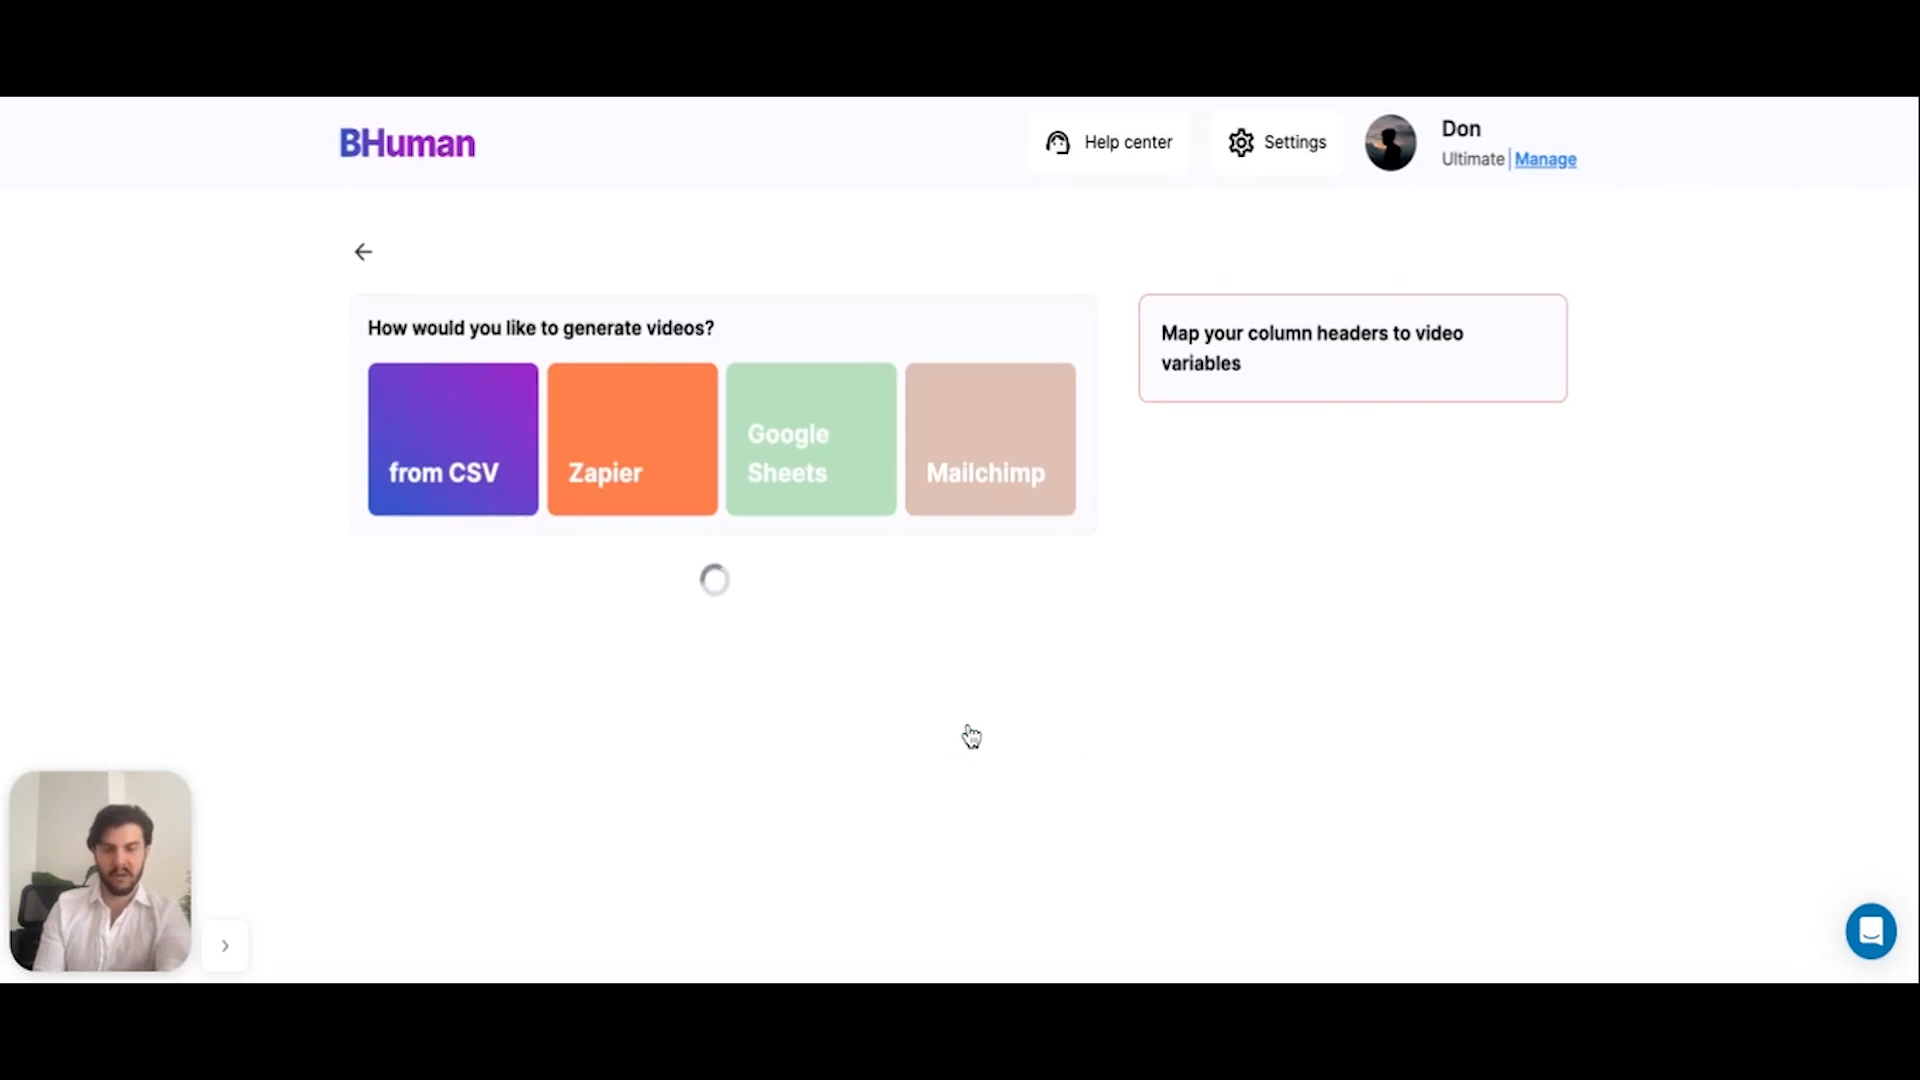 BHuman
Help center
Settings
Don
Ultimate | Manage
How would you like to generate videos?
from CSV
Zapier
Google
Sheets
Mailchimp
Map your column headers to video
variables